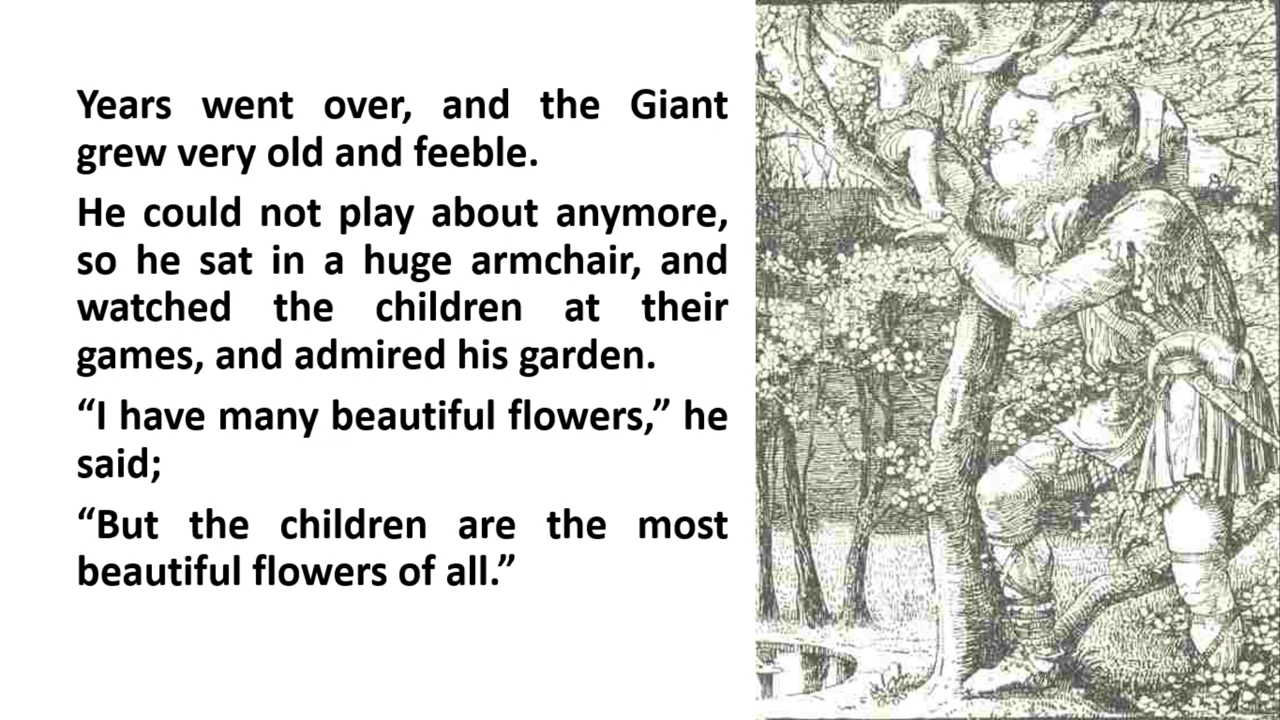 Years went over, and the Giant
grew very old and feeble.
He could not play about anymore,
so he sat in a huge armchair, and
watched the children at their
games, and admired his garden.
“I have many beautiful flowers,” he
said;
“But the children are the most
beautiful flowers of all.”